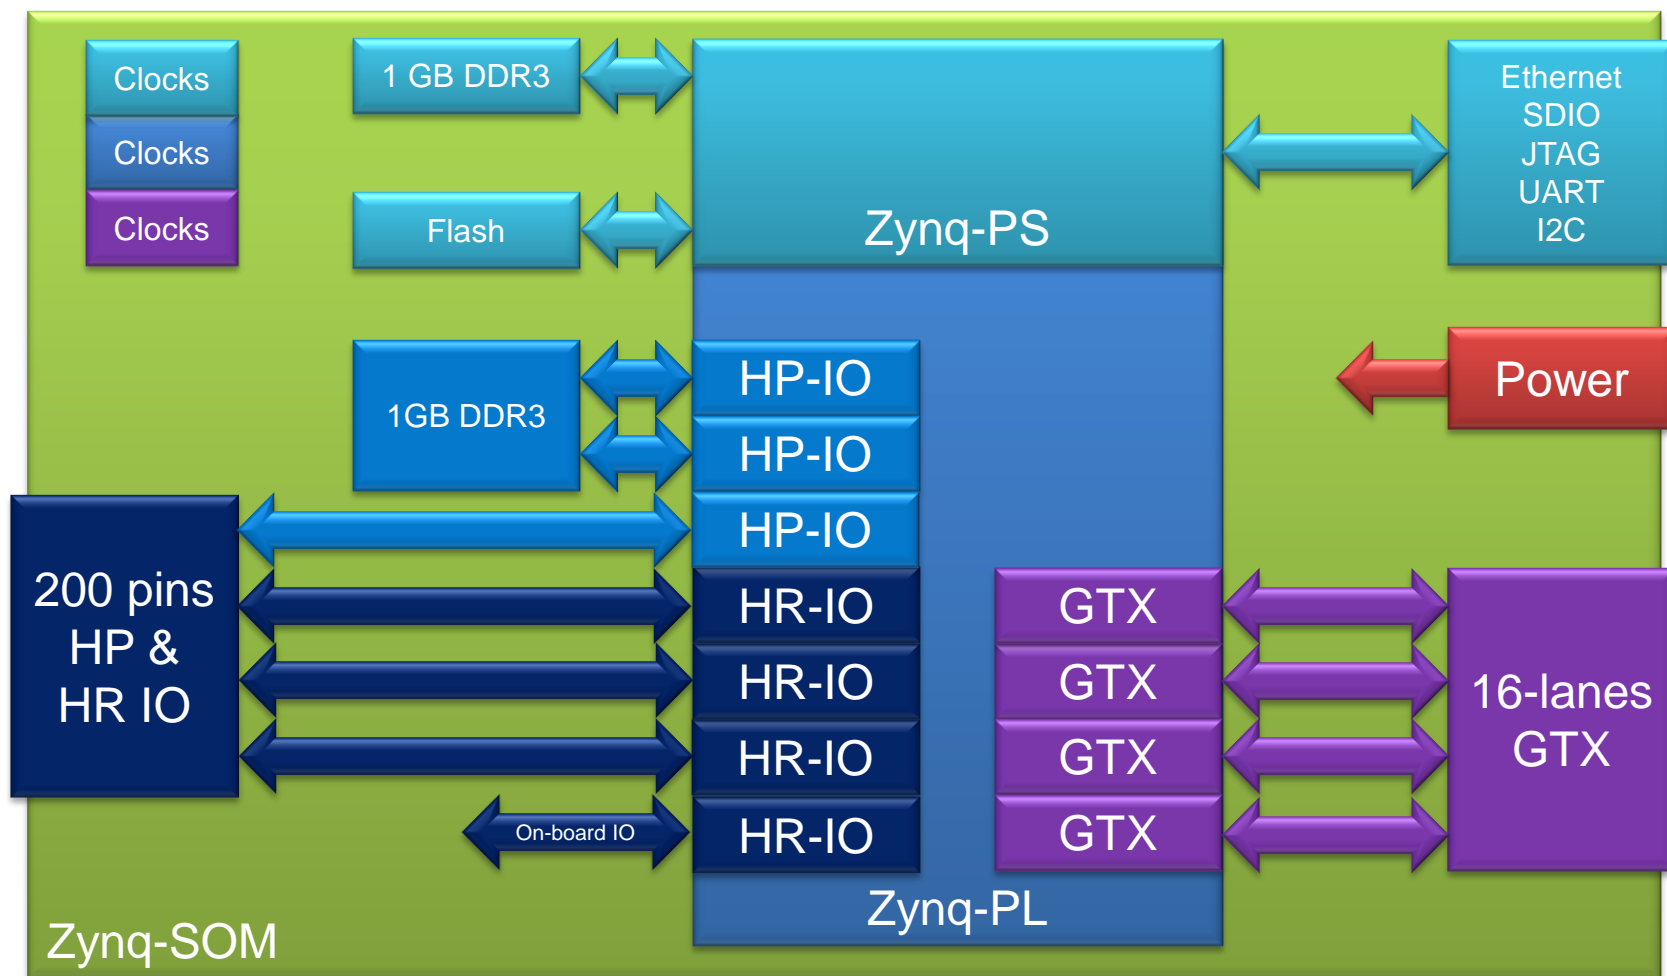 Clocks
Clocks
Clocks
1 GB DDR3
Flash
Zynq-PS
Ethernet
SDIO
JTAG
UART
I2C
Power
1GB DDR3
HP-IO
HP-IO
HP-IO
HR-IO
HR-IO
HR-IO
HR-IO
200 pins
HP &
HR IO
On-board IO
GTX
GTX
GTX
GTX
16-lanes
GTX
Zynq-PL
Zynq-SOM